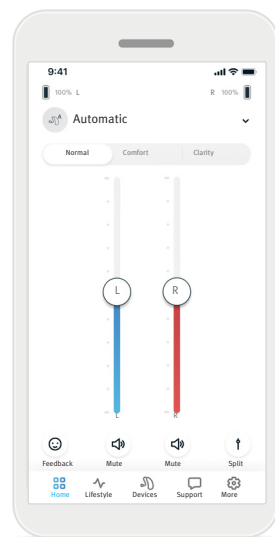 9:41
100% L R 100%
A Automatic
Normal Comfort Clarity
L R
L R
Feedback Mute Mute Split
Home Lifestyle Devices Support More